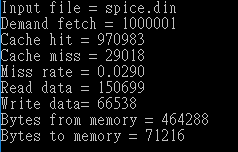 Input file = spice.din
Demand fetch = 1000001
Cache hit = 970983
Cache miss = 29018
Miss rate = 0.0290
Read data = 150699
Write data= 66538
Bytes from memory = 464288
Bytes to memory = 71216